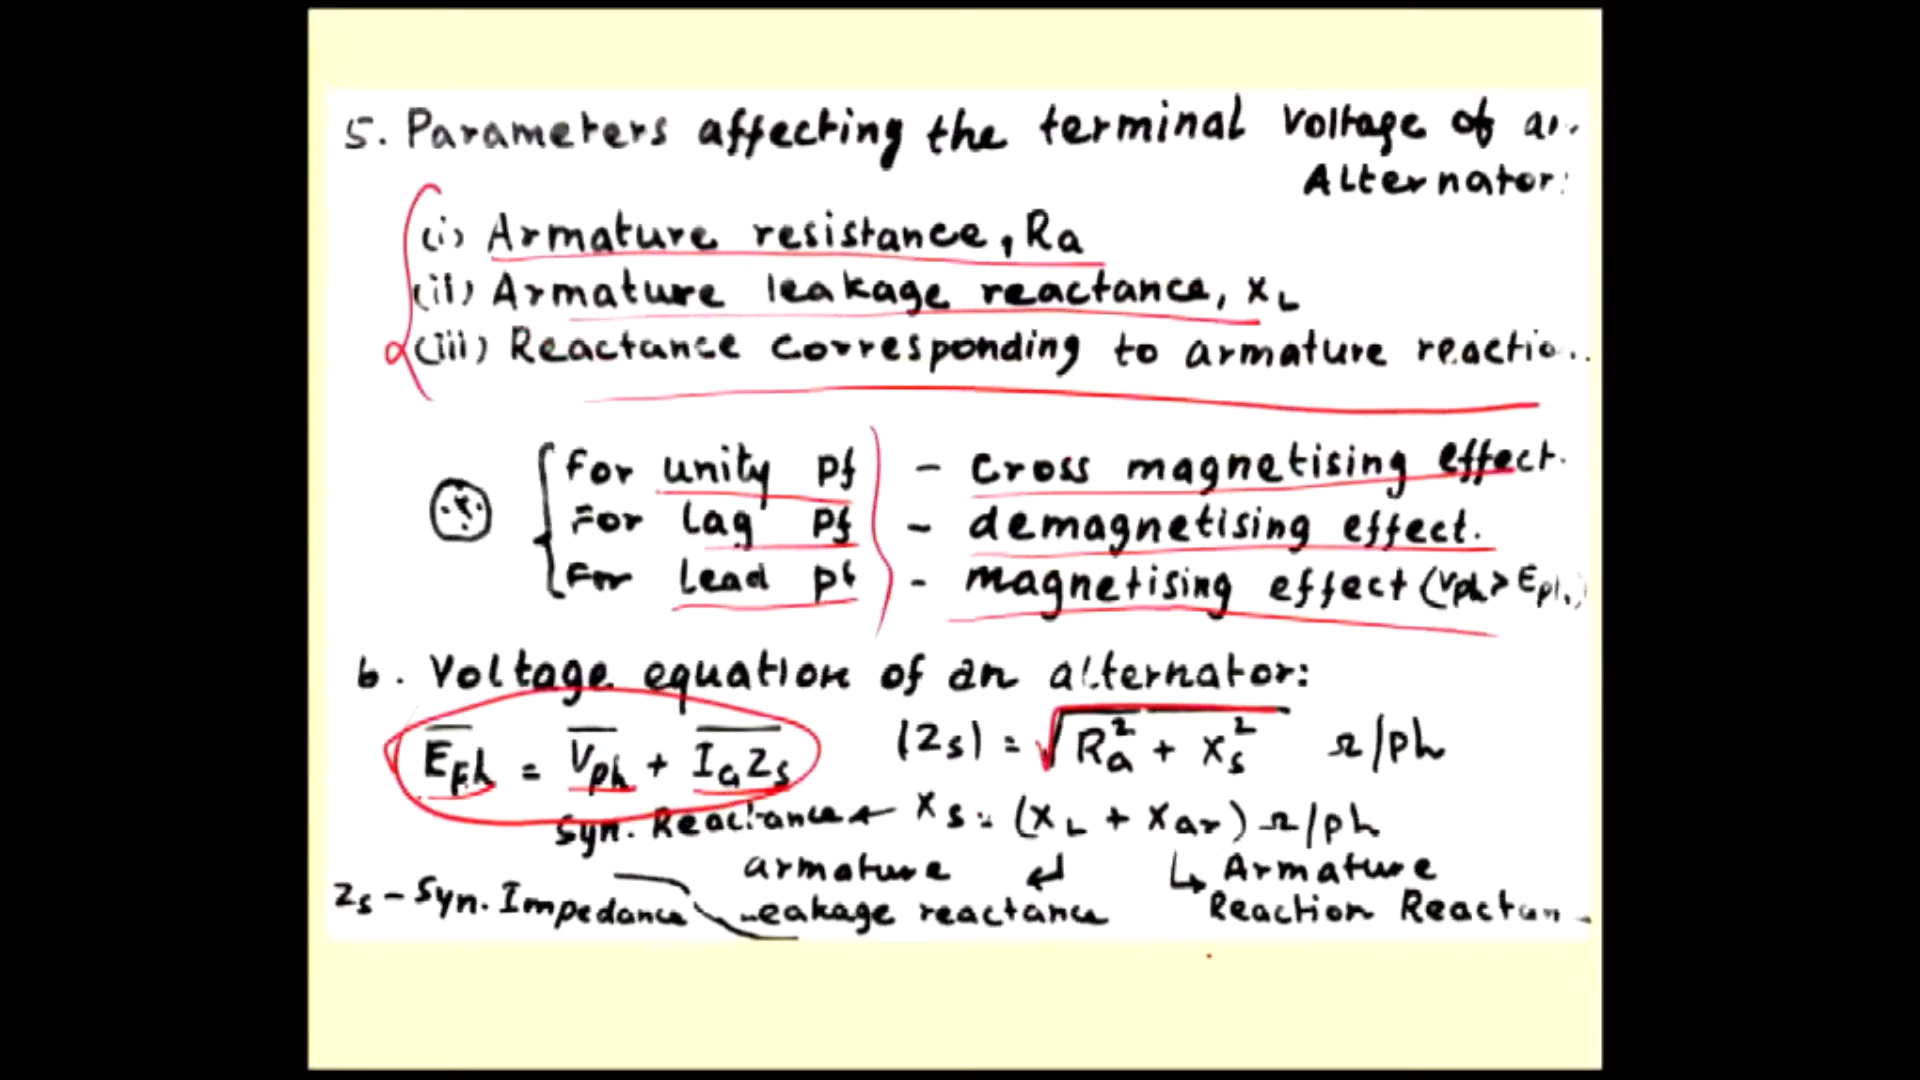 5. Parameters affecting the terminal voltage of an
Alternator:
(i) Armature resistance, Ra
(ii) Armature leakage reactance, XL
(iii) Reactance corresponding to armature reactio..
For unity Pf - Cross magnetising effect.
For Lag Pf - demagnetising effect.
For Lead Pf - magnetising effect (Vph > Eph)
6. Voltage equation of an alternator:
E̅ph = V̅ph + I̅aZ̅s |Zs| = √Ra² + Xs² Ω/ph
Syn. Reactance ← Xs = (XL + Xar) Ω/ph
armature ↲ ↳ Armature
Zs - Syn. Impedance leakage reactance Reaction Reactan